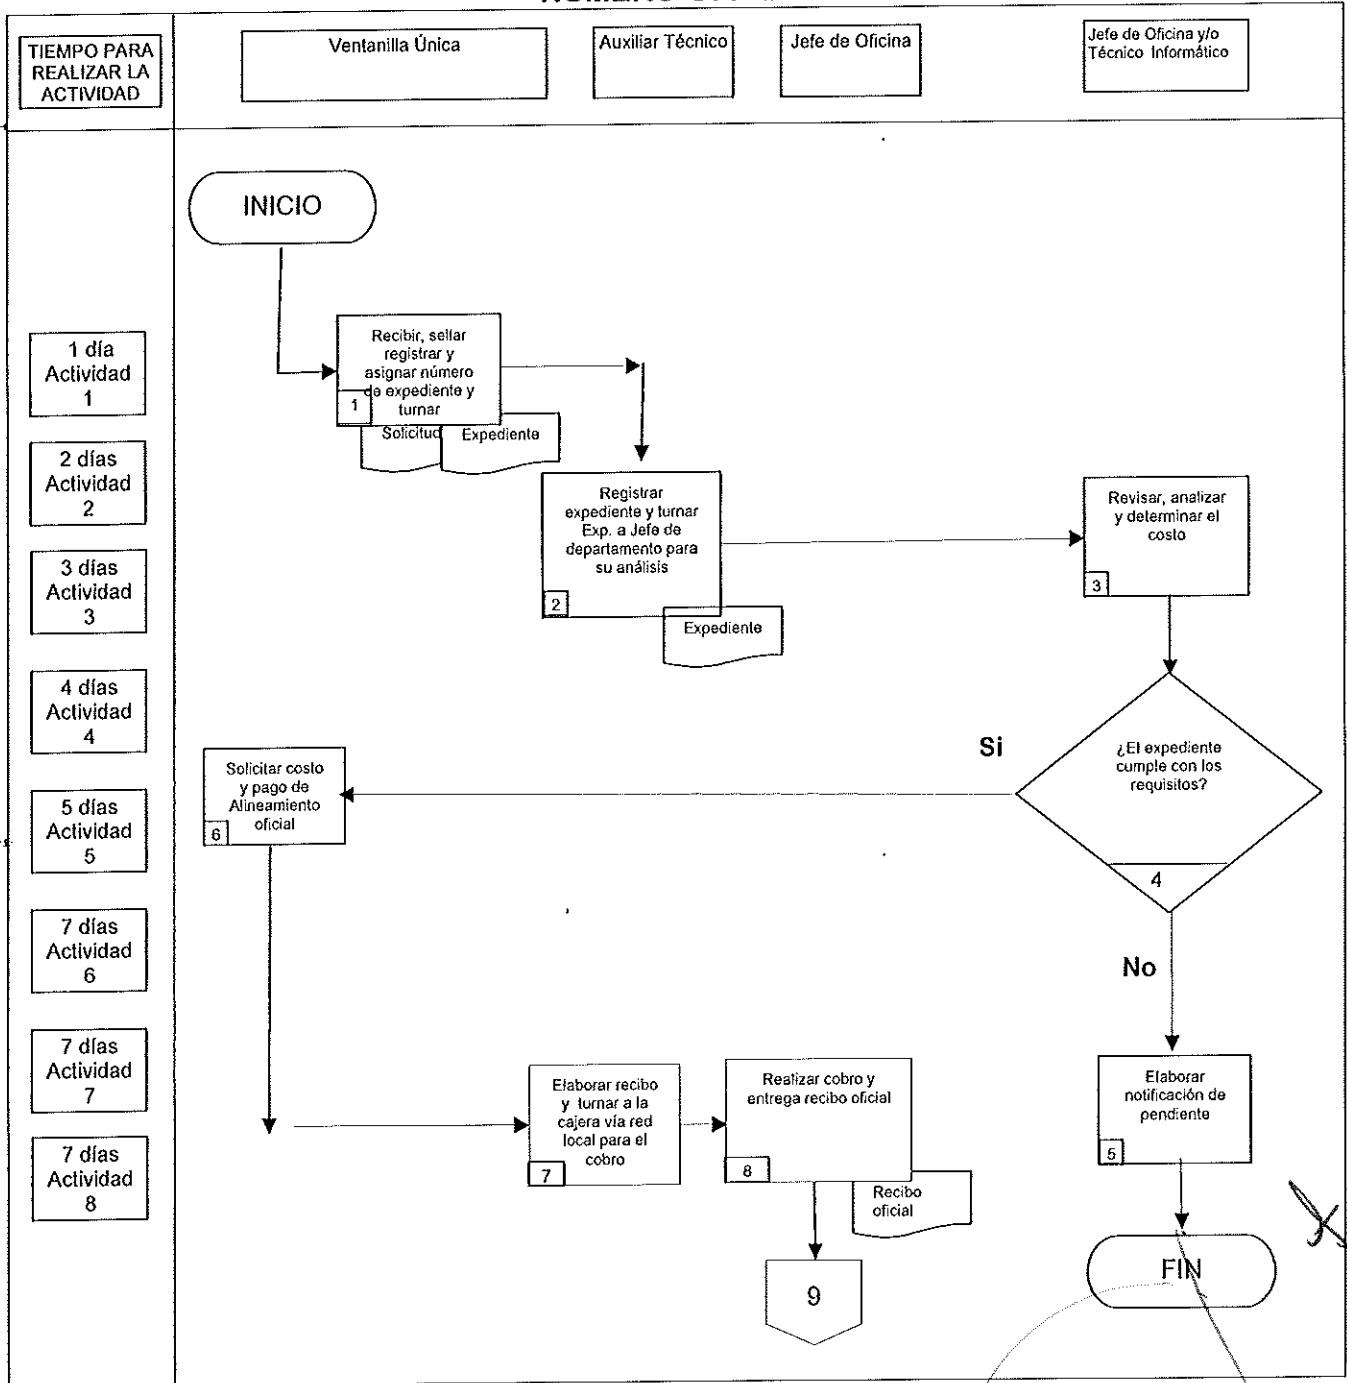 TIEMPO PARA
REALIZAR LA
ACTIVIDAD
Ventanilla Única
Auxiliar Técnico
Jefe de Oficina
Jefe de Oficina y/o
Técnico Informático
INICIO
1 día
Actividad
1
Recibir, sellar
registrar y
asignar número
de expediente y
turnar
1
Solicitud
Expediente
2 días
Actividad
2
Registrar
expediente y turnar
Exp. a Jefe de
departamento para
su análisis
2
Expediente
Revisar, analizar
y determinar el
costo
3
3 días
Actividad
3
4 días
Actividad
4
Si
¿El expediente
cumple con los
requisitos?
4
Solicitar costo
y pago de
Alineamiento
oficial
6
5 días
Actividad
5
7 días
Actividad
6
No
7 días
Actividad
7
Elaborar recibo
y turnar a la
cajera vía red
local para el
cobro
7
Realizar cobro y
entrega recibo oficial
8
Recibo
oficial
Elaborar
notificación de
pendiente
5
7 días
Actividad
8
9
FIN